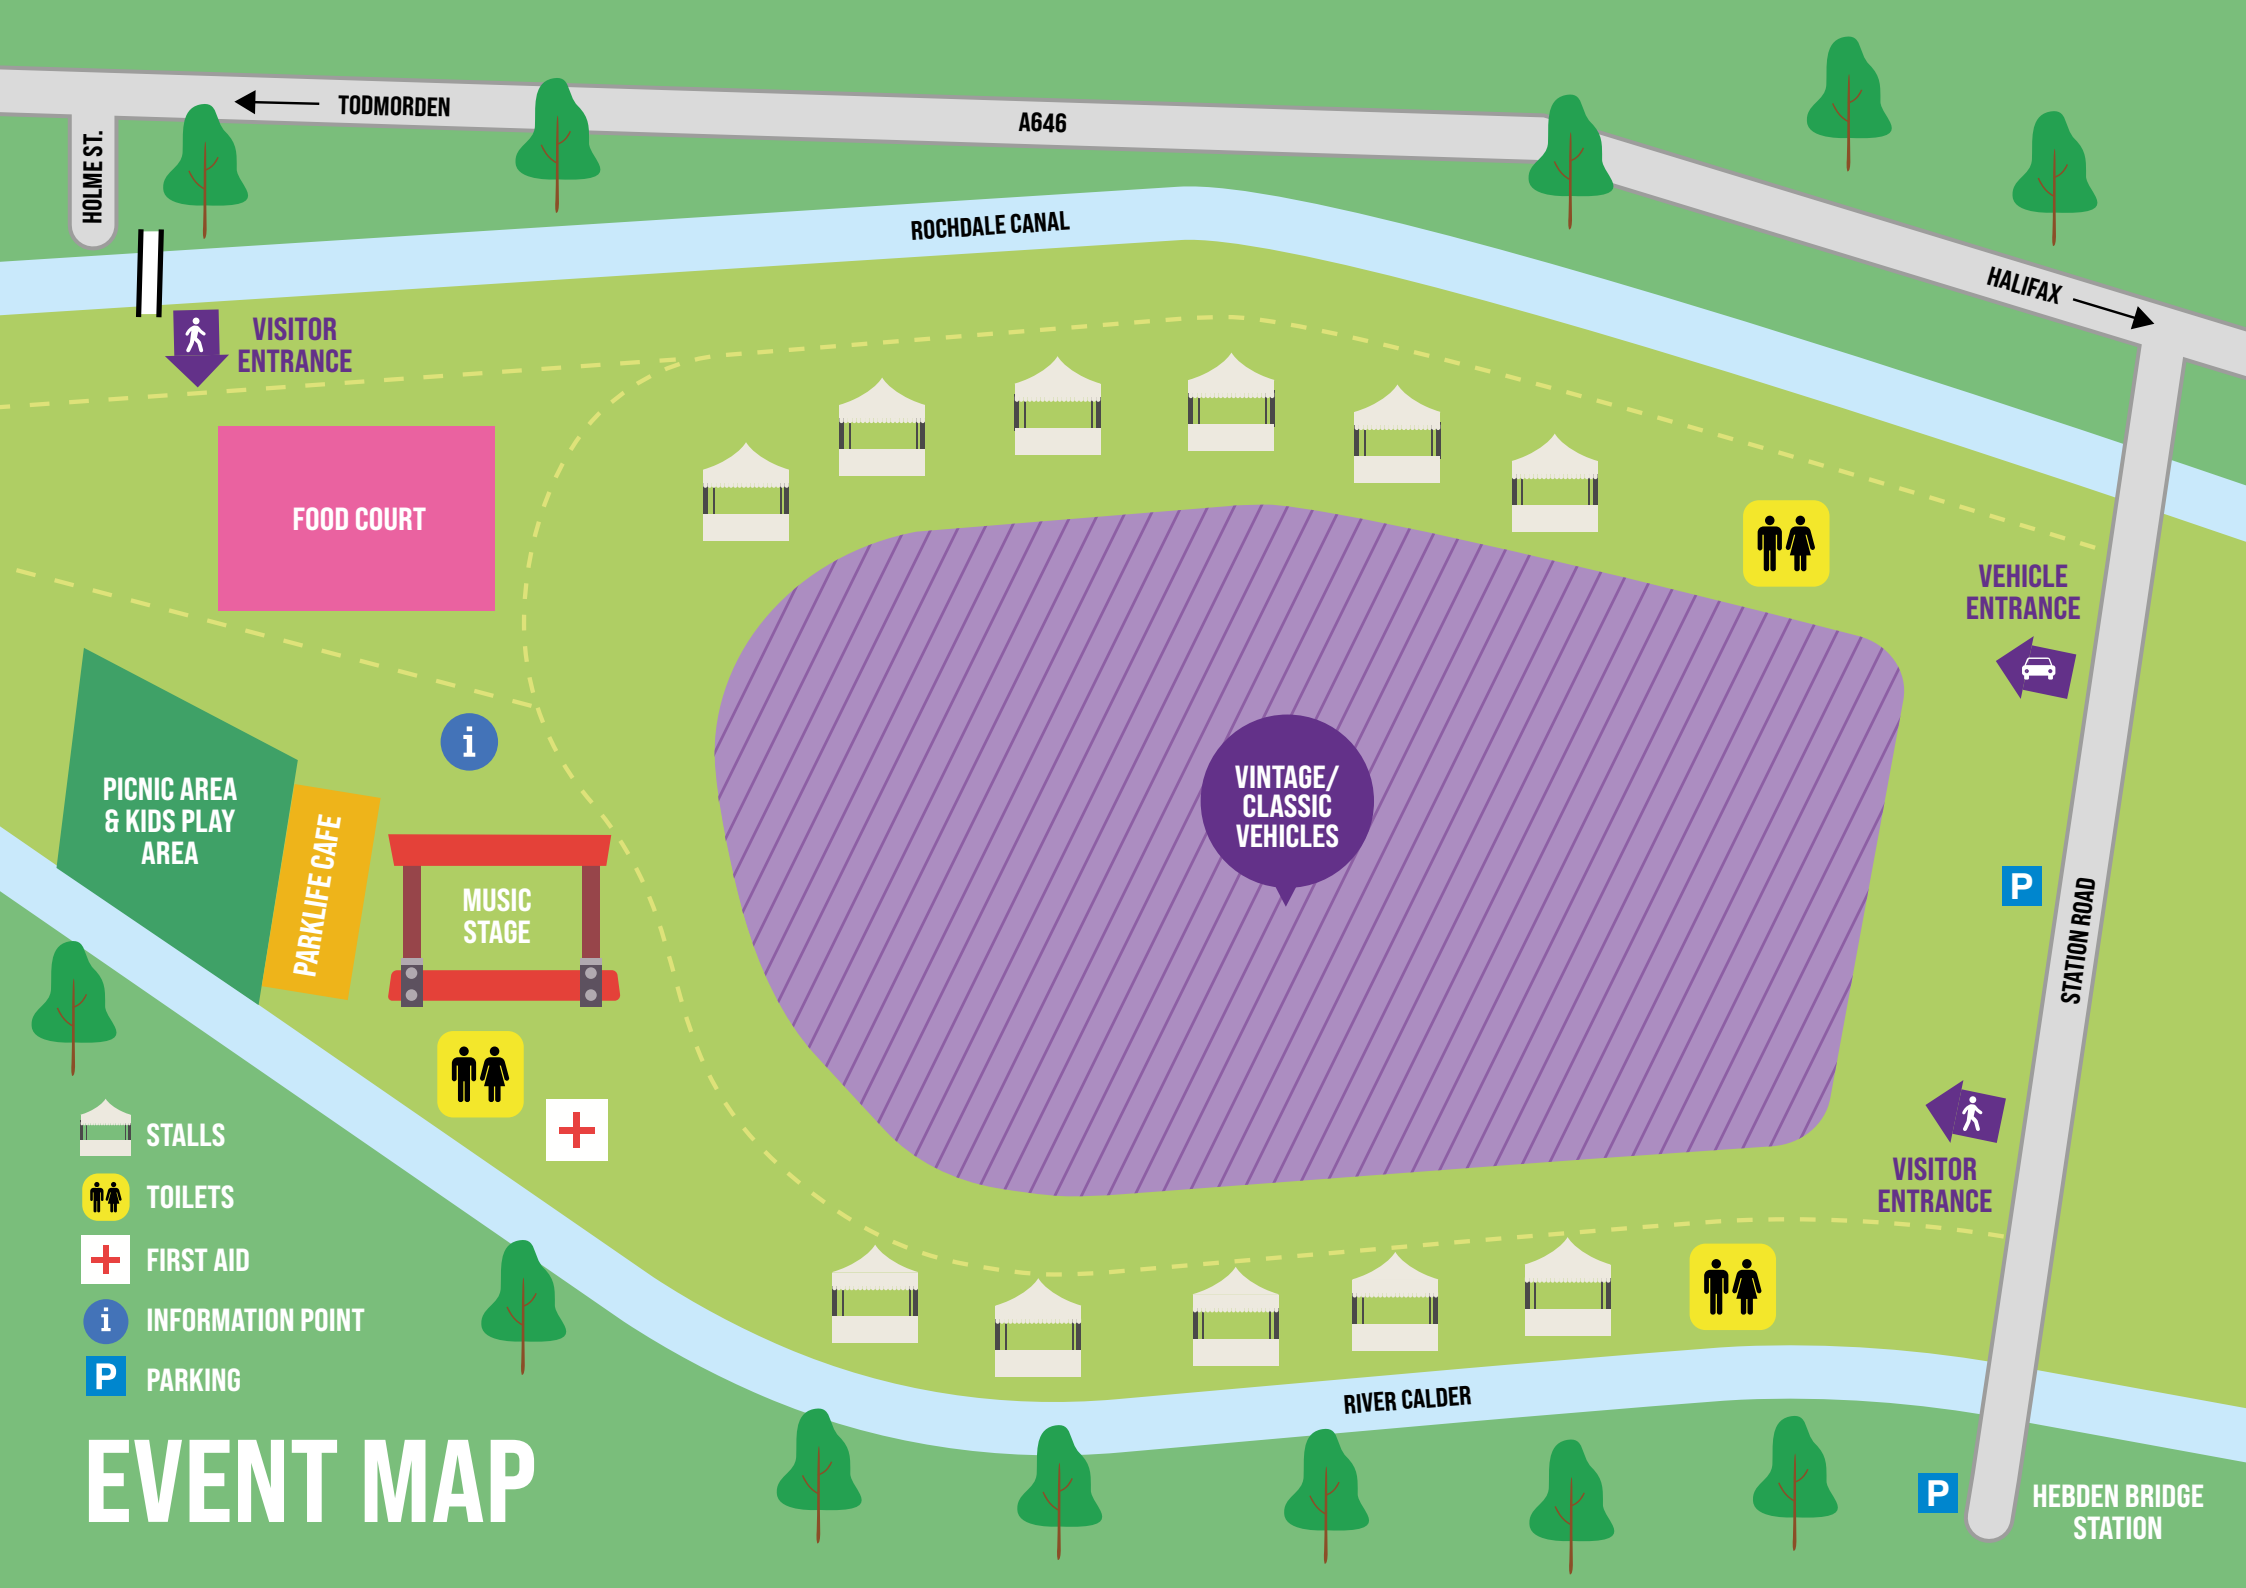 TODMORDEN
A646
HOLME ST.
ROCHDALE CANAL
HALIFAX
VISITOR
ENTRANCE
FOOD COURT
VEHICLE
ENTRANCE
i
PICNIC AREA
& KIDS PLAY
AREA
PARKLIFE CAFE
MUSIC
STAGE
VINTAGE/
CLASSIC
VEHICLES
P
STATION ROAD
VISITOR
ENTRANCE
STALLS
TOILETS
FIRST AID
i INFORMATION POINT
P PARKING
RIVER CALDER
EVENT MAP
P
HEBDEN BRIDGE
STATION